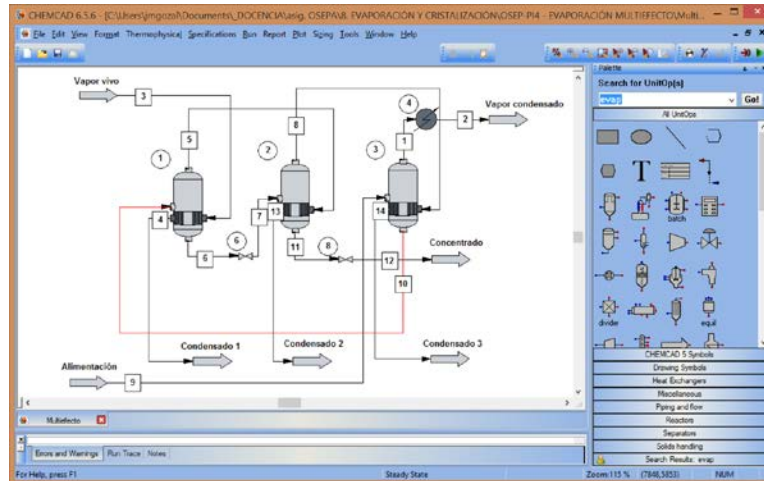 CHEMCAD 6.5.6 - [C:\Users\jmgozal\Documents\_DOCENCIA\asig. OSEPA\8. EVAPORACIÓN Y CRISTALIZACIÓN\OSEP-PI4 - EVAPORACIÓN MULTIEFECTO\Mult...
File Edit View Format Thermophysical Specifications Run Report Plot Sizing Tools Window Help
Palette
Search for UnitOp(s)
evap
Go!
All UnitOps
T
batch
divider
equil
CHEMCAD 5 Symbols
Drawing Symbols
Heat Exchangers
Miscellaneous
Piping and flow
Reactors
Separators
Solids handling
Search Results: evap
Vapor vivo
3
4
5
8
1
2
Vapor condensado
1
2
3
4
7
13
14
6
6
11
8
12
Concentrado
10
Condensado 1
Condensado 2
Condensado 3
Alimentación
9
Multiefecto
Errors and Warnings Run Trace Notes
For Help, press F1
Steady State
Zoom:115 % (7848,5853) NUM